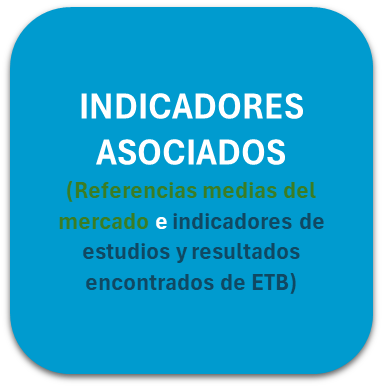 INDICADORES
ASOCIADOS
(Referencias medias del
mercado e indicadores de
estudios y resultados
encontrados de ETB)